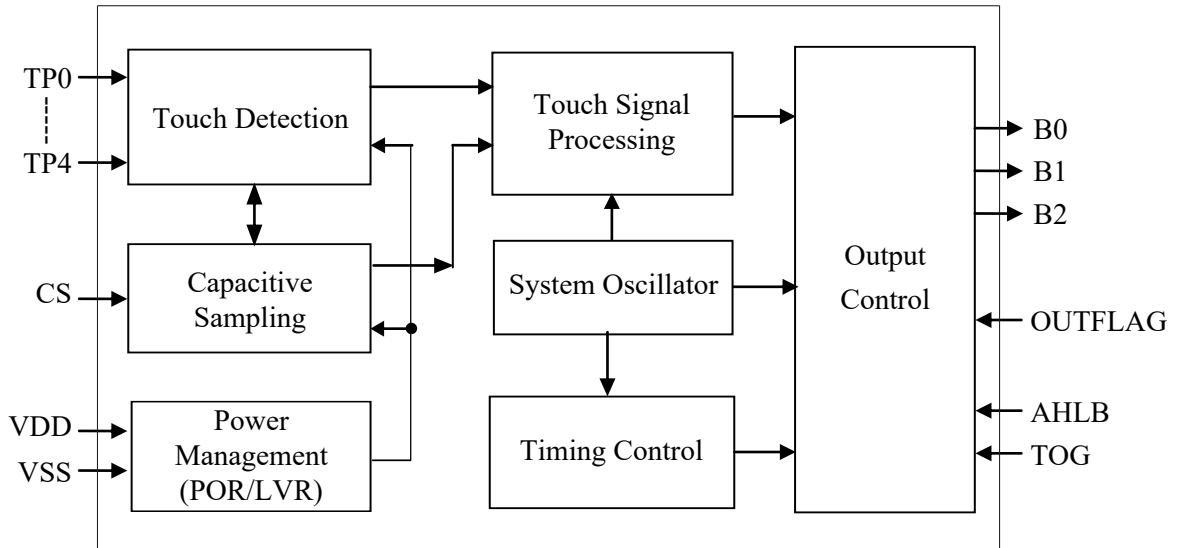 TP0
TP4
CS
VDD
VSS
Touch Detection
Capacitive
Sampling
Power
Management
(POR/LVR)
Touch Signal
Processing
System Oscillator
Timing Control
Output
Control
B0
B1
B2
OUTFLAG
AHLB
TOG